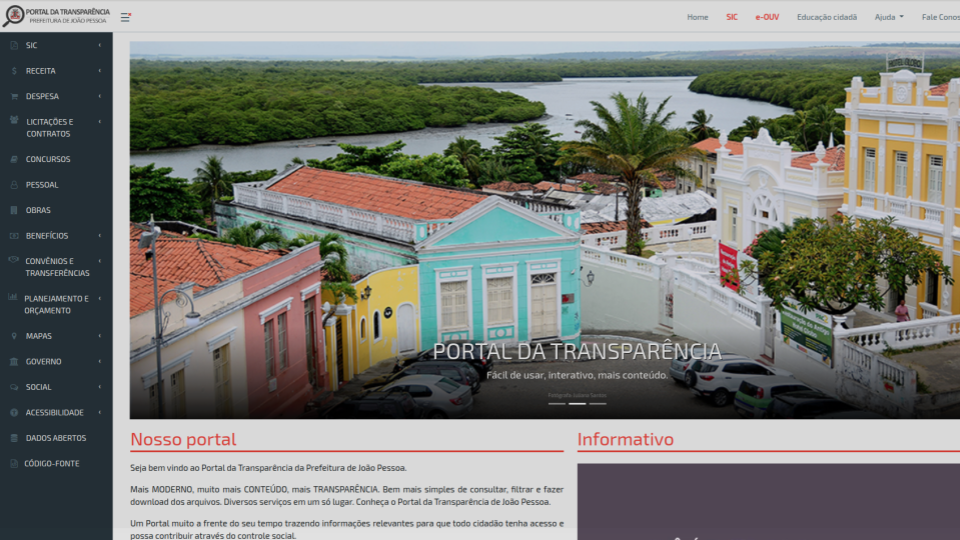 PORTAL DA TRANSPARÊNCIA
PREFEITURA DE JOÃO PESSOA
Home SIC e-OUV Educação cidadã Ajuda Fale Conos
SIC
RECEITA
DESPESA
LICITAÇÕES E
CONTRATOS
CONCURSOS
PESSOAL
OBRAS
BENEFÍCIOS
CONVÊNIOS E
TRANSFERÊNCIAS
PLANEJAMENTO E
ORÇAMENTO
MAPAS
GOVERNO
SOCIAL
ACESSIBILIDADE
DADOS ABERTOS
CÓDIGO-FONTE
HOTEL GLOBO
PORTAL DA TRANSPARÊNCIA
Fácil de usar, interativo, mais conteúdo.
Nosso portal
Seja bem vindo ao Portal da Transparência da Prefeitura de João Pessoa.
Mais MODERNO, muito mais CONTEÚDO, mais TRANSPARÊNCIA. Bem mais simples de consultar, filtrar e fazer
download dos arquivos. Diversos serviços em um só lugar. Conheça o Portal da Transparência de João Pessoa.
Um Portal muito a frente do seu tempo trazendo informações relevantes para que todo cidadão tenha acesso e
possa contribuir através do controle social.
Informativo